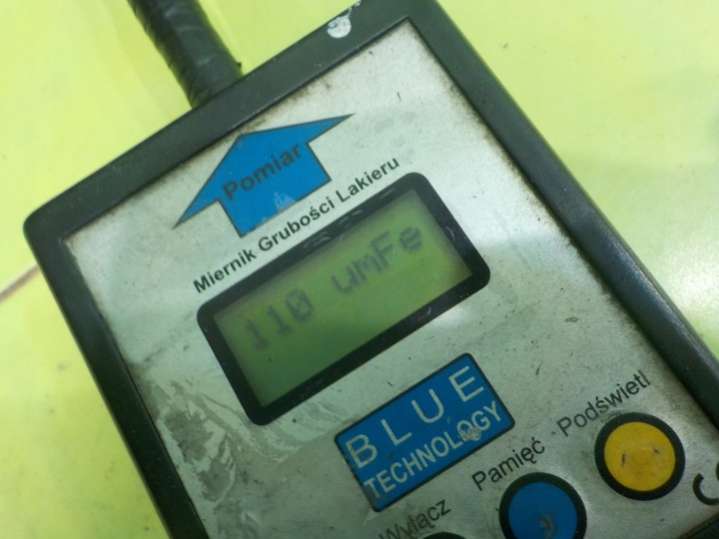 Pomiar
Miernik Grubości Lakieru
110 umFe
BLUE
TECHNOLOGY
Wyłącz
Pamięć
Podświetl